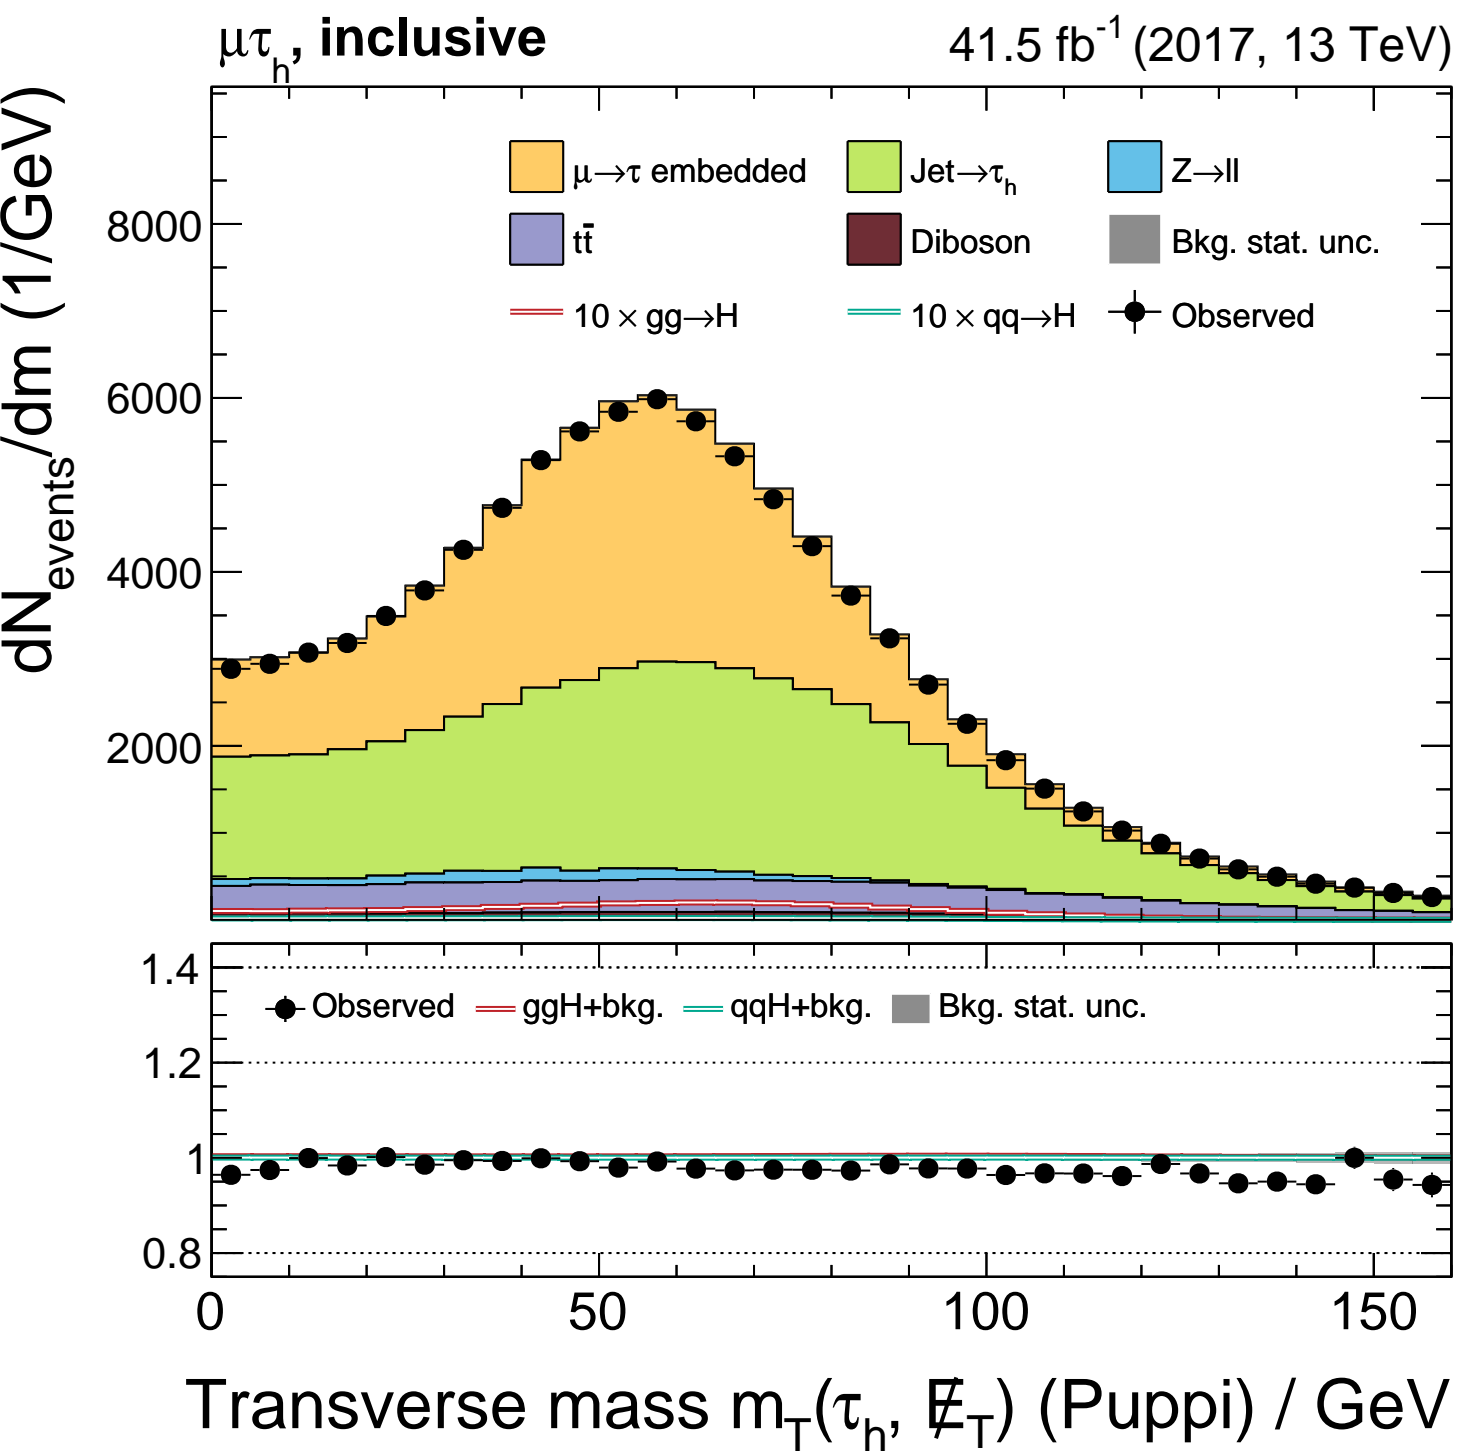 μτh, inclusive
41.5 fb-1 (2017, 13 TeV)
dNevents/dm (1/GeV)
μ→τ embedded
Jet→τh
Z→ll
tt̄
Diboson
Bkg. stat. unc.
10 × gg→H
10 × qq→H
Observed
8000
6000
4000
2000
Observed
ggH+bkg.
qqH+bkg.
Bkg. stat. unc.
1.4
1.2
1
0.8
0
50
100
150
Transverse mass mT(τh, E̸T) (Puppi) / GeV